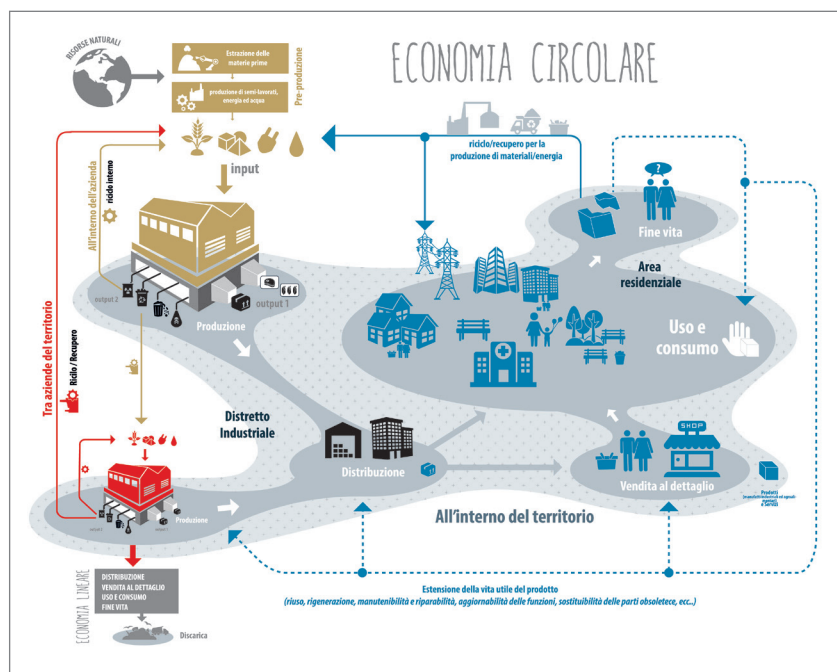 ECONOMIA CIRCOLARE
RISORSE NATURALI
Estrazione delle
materie prime
produzione di semi-lavorati,
energia ed acqua
Pre-produzione
input
riciclo/recupero per la
produzione di materiali/energia
All'interno dell'azienda
riciclo interno
Tra aziende del territorio
Ricilo / Recupero
output 2
output 1
Produzione
?
Fine vita
Area
residenziale
Uso e
consumo
Distretto
Industriale
Distribuzione
SHOP
Vendita al dettaglio
Prodotti
e Servizi
Produzione
All'interno del territorio
ECONOMIA LINEARE
DISTRIBUZIONE
VENDITA AL DETTAGLIO
USO E CONSUMO
FINE VITA
Discarica
Estensione della vita utile del prodotto
(riuso, rigenerazione, manutenibilità e riparabilità, aggiornabilità delle funzioni, sostituibilità delle parti obsoletece, ecc..)